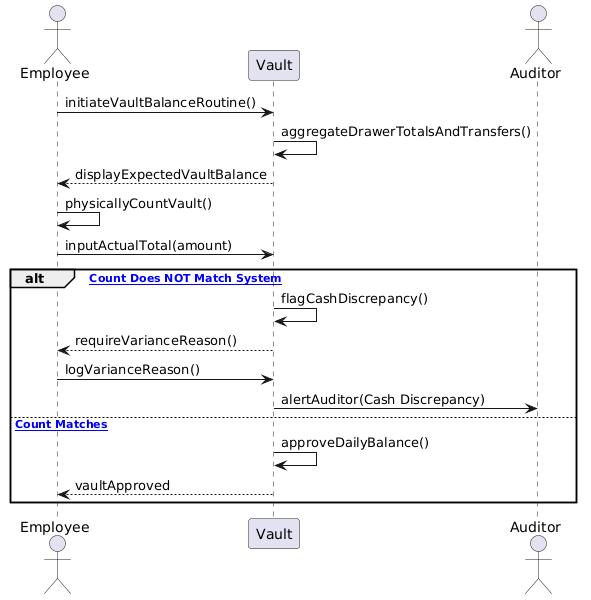 Employee
Vault
Auditor
initiateVaultBalanceRoutine()
aggregateDrawerTotalsAndTransfers()
displayExpectedVaultBalance
physicallyCountVault()
inputActualTotal(amount)
alt Count Does NOT Match System
flagCashDiscrepancy()
requireVarianceReason()
logVarianceReason()
alertAuditor(Cash Discrepancy)
Count Matches
approveDailyBalance()
vaultApproved
Employee
Vault
Auditor